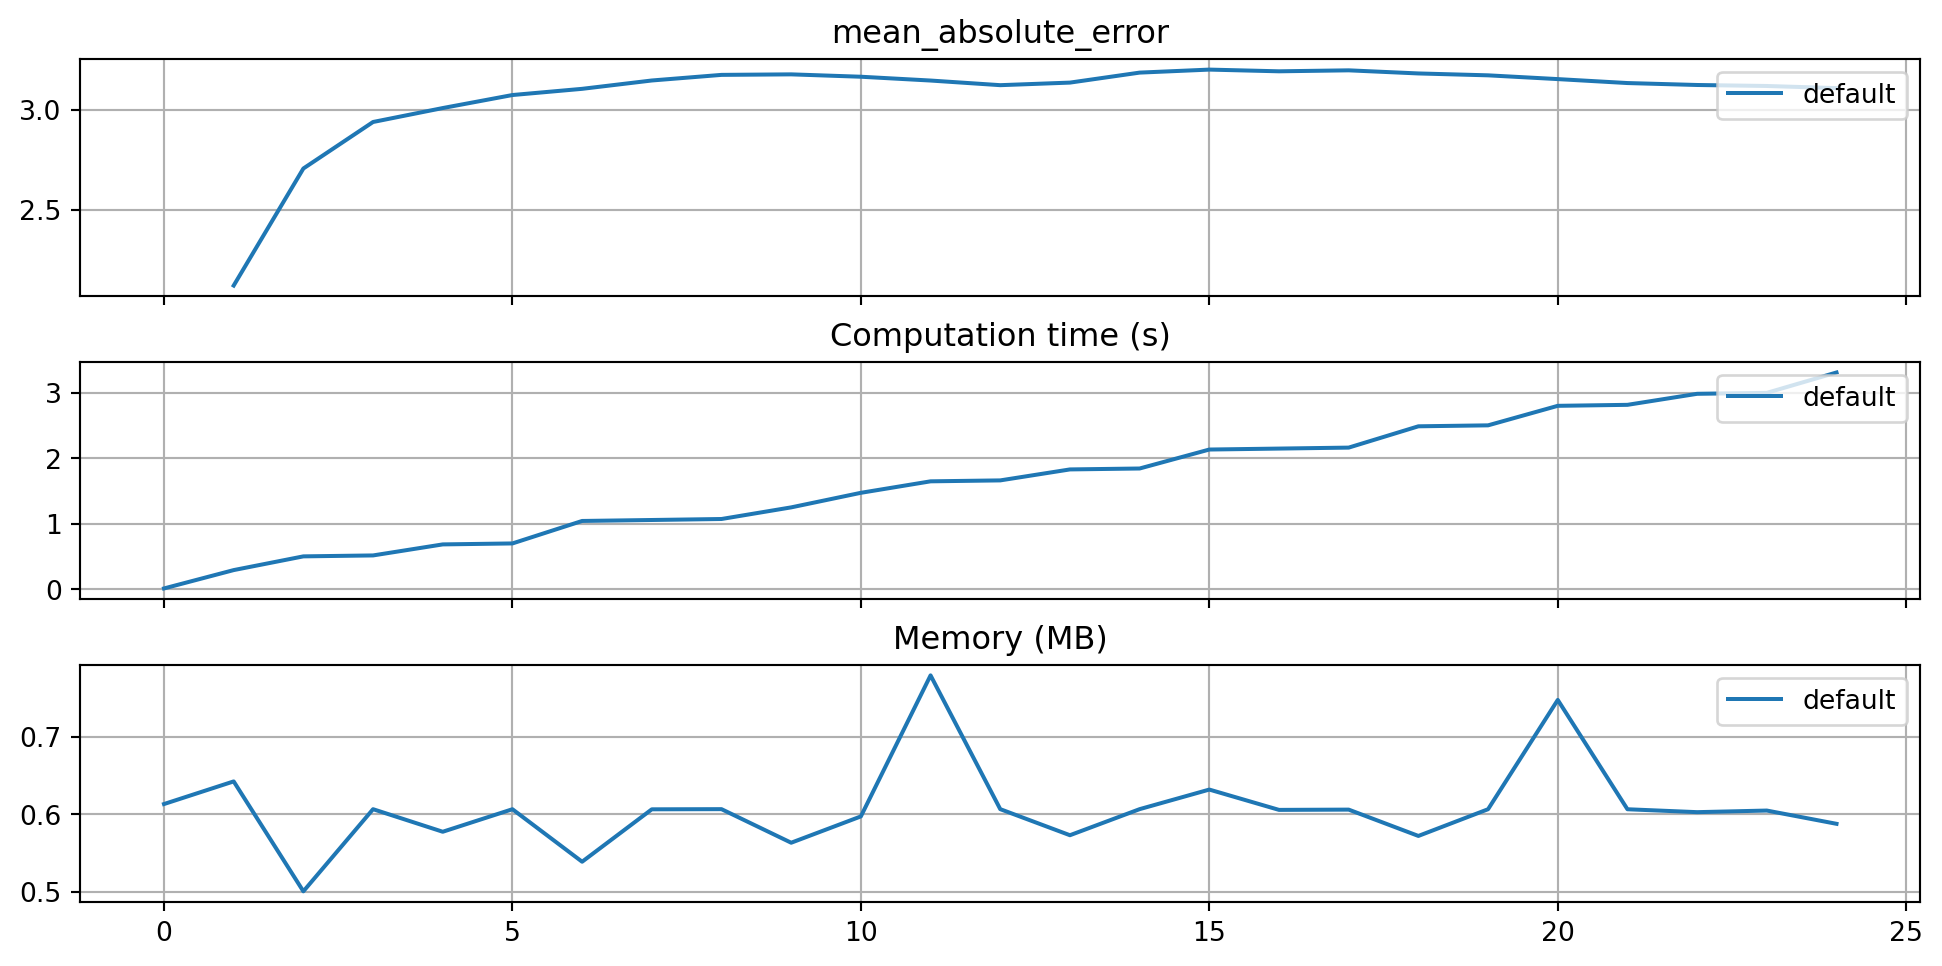 mean_absolute_error
3.0
2.5
default
Computation time (s)
3
2
1
0
default
Memory (MB)
0.7
0.6
0.5
default
0 5 10 15 20 25